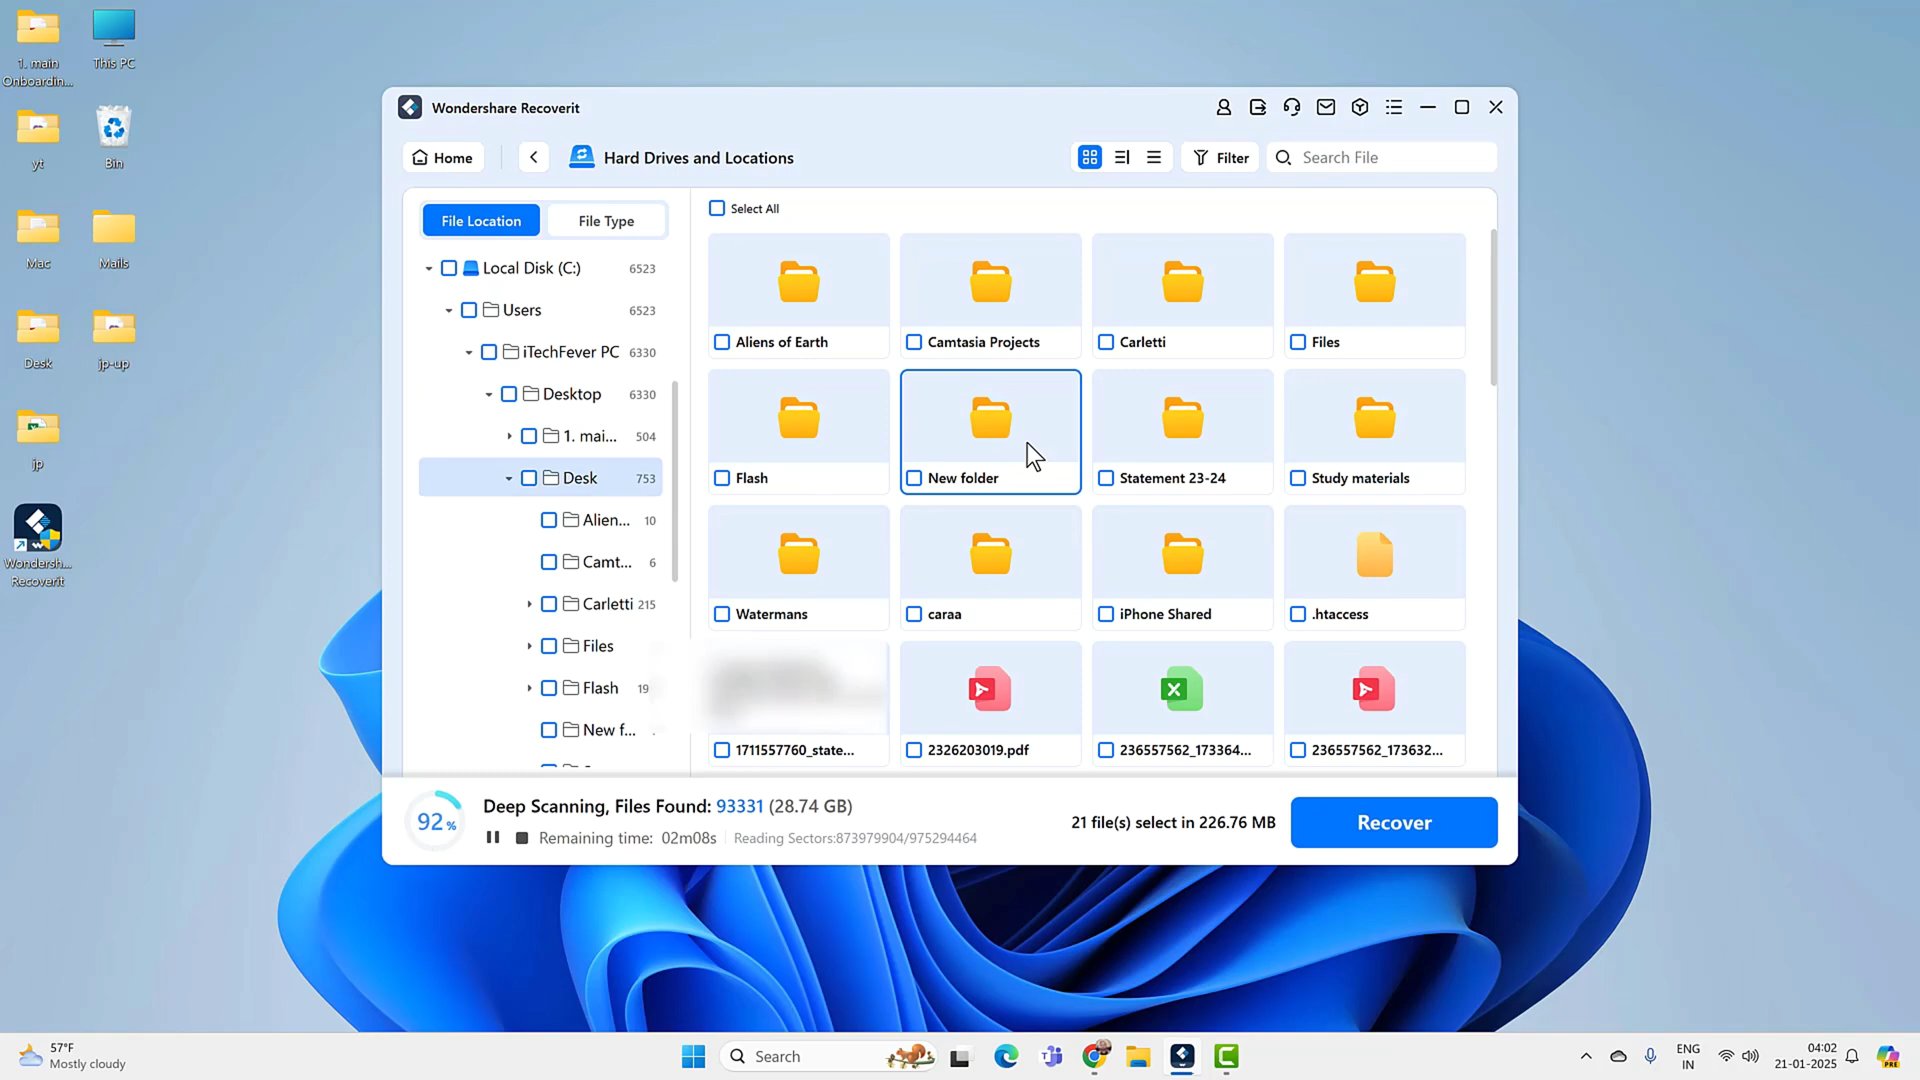 1. main
Onboardin...
This PC
yt
Bin
Mac
Mails
Desk
jp-up
jp
Wondersh...
Recoverit
Wondershare Recoverit
Home
Hard Drives and Locations
Filter
Search File
File Location
File Type
Select All
Local Disk (C:) 6523
Users 6523
iTechFever PC 6330
Desktop 6330
1. mai... 504
Desk 753
Alien... 10
Camt... 6
Carletti 215
Files
Flash 19
New f...
Aliens of Earth
Camtasia Projects
Carletti
Files
Flash
New folder
Statement 23-24
Study materials
Watermans
caraa
iPhone Shared
.htaccess
1711557760_state...
2326203019.pdf
236557562_173364...
236557562_173632...
92%
Deep Scanning, Files Found: 93331 (28.74 GB)
Remaining time: 02m08s
Reading Sectors:873979904/975294464
21 file(s) select in 226.76 MB
Recover
57°F
Mostly cloudy
Search
ENG
IN
04:02
21-01-2025
PRE